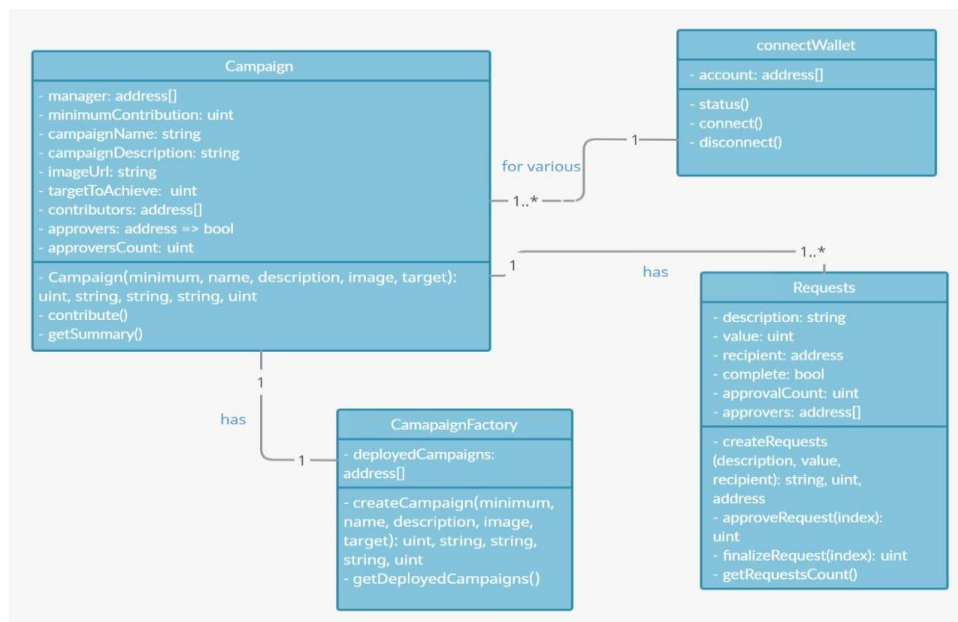 Campaign
- manager: address[]
- minimumContribution: uint
- campaignName: string
- campaignDescription: string
- imageUrl: string
- targetToAchieve:  uint
- contributors: address[]
- approvers: address => bool
- approversCount: uint
- Campaign(minimum, name, description, image, target):
uint, string, string, string, uint
- contribute()
- getSummary()
connectWallet
- account: address[]
- status()
- connect()
- disconnect()
1
for various
1..*
1
1..*
has
Requests
- description: string
- value: uint
- recipient: address
- complete: bool
- approvalCount: uint
- approvers: address[]
- createRequests
(description, value,
recipient): string, uint,
address
- approveRequest(index):
uint
- finalizeRequest(index): uint
- getRequestsCount()
1
has
1
CamapaignFactory
- deployedCampaigns:
address[]
- createCampaign(minimum,
name, description, image,
target): uint, string, string,
string, uint
- getDeployedCampaigns()